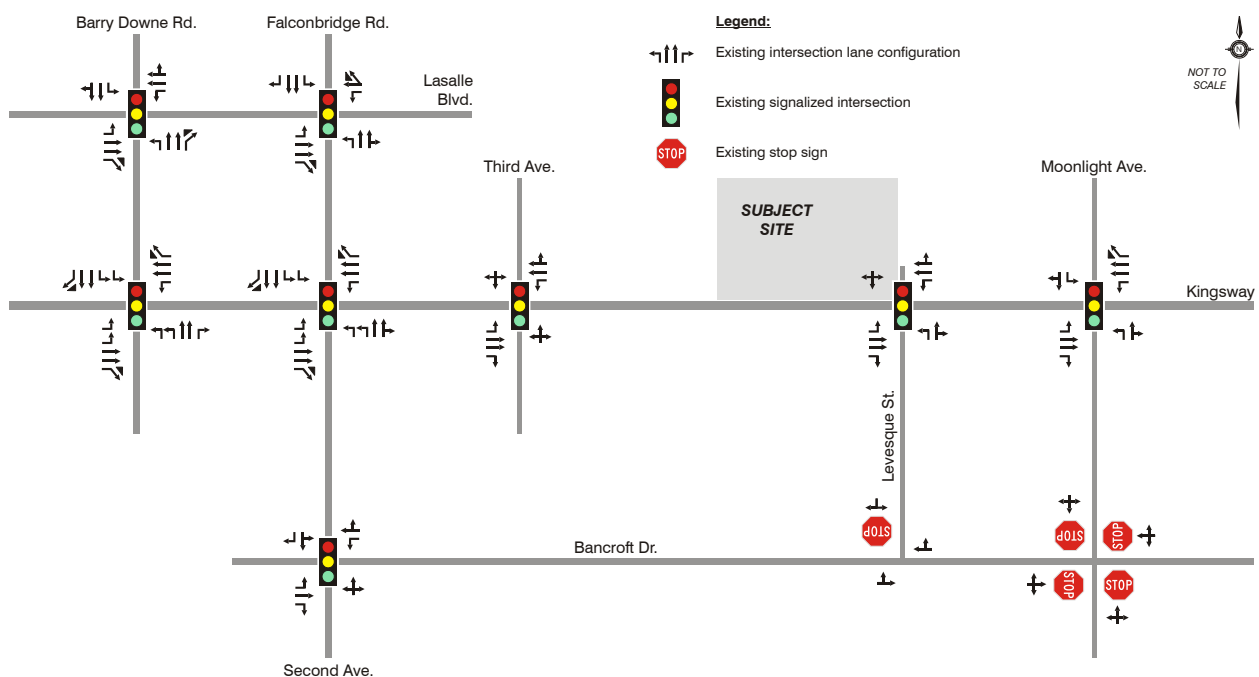 Barry Downe Rd.
Falconbridge Rd.
Legend:
Existing intersection lane configuration
Lasalle
Blvd.
Existing signalized intersection
Existing stop sign
STOP
N
NOT TO
SCALE
Third Ave.
Moonlight Ave.
SUBJECT
SITE
Kingsway
Levesque St.
STOP
STOP
STOP
STOP
STOP
Bancroft Dr.
Second Ave.